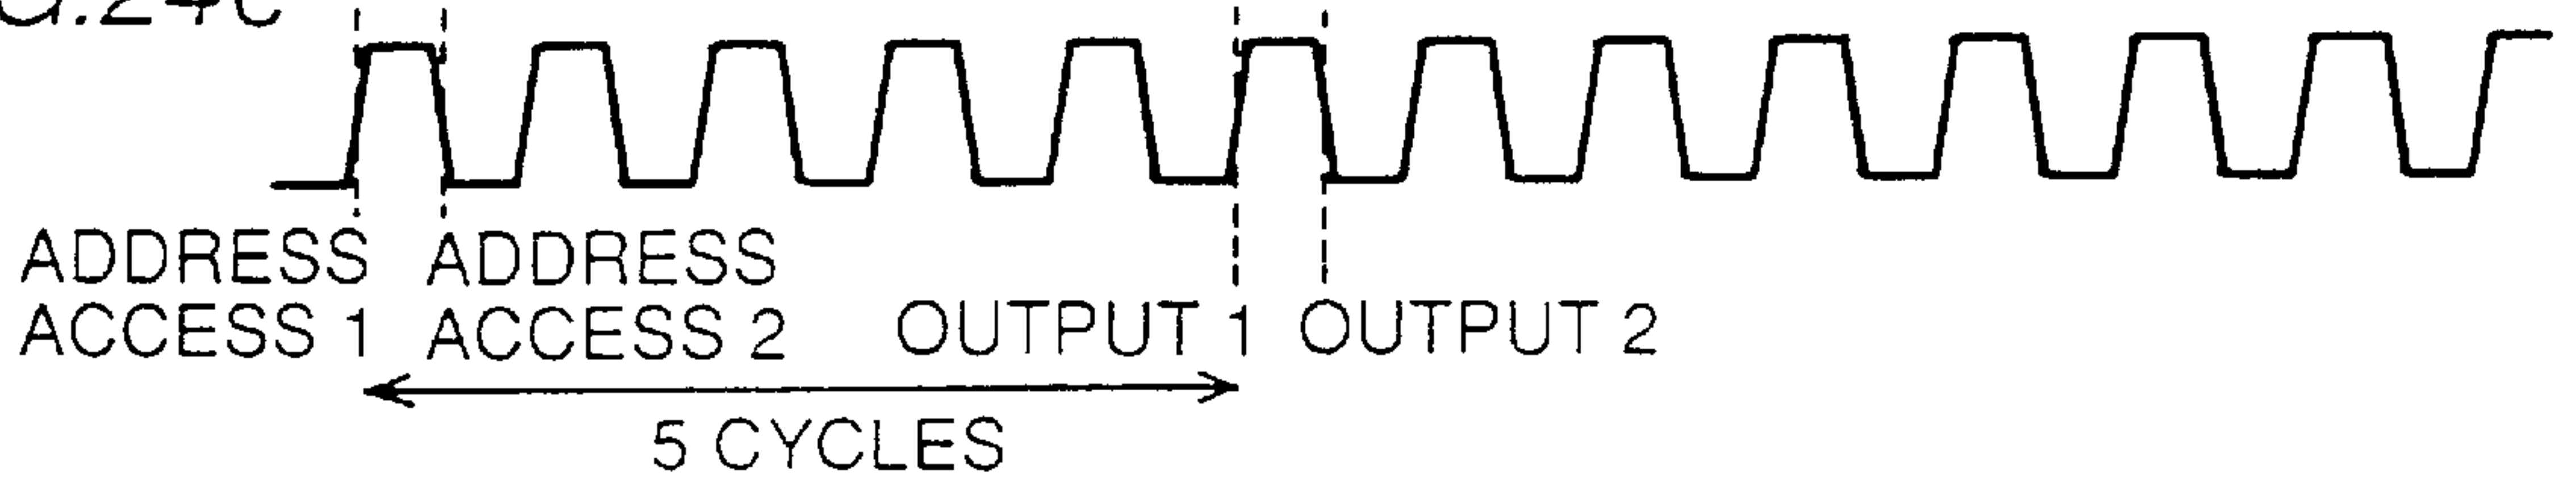 ADDRESS ADDRESS
ACCESS 1 ACCESS 2 OUTPUT 1 OUTPUT 2
5 CYCLES